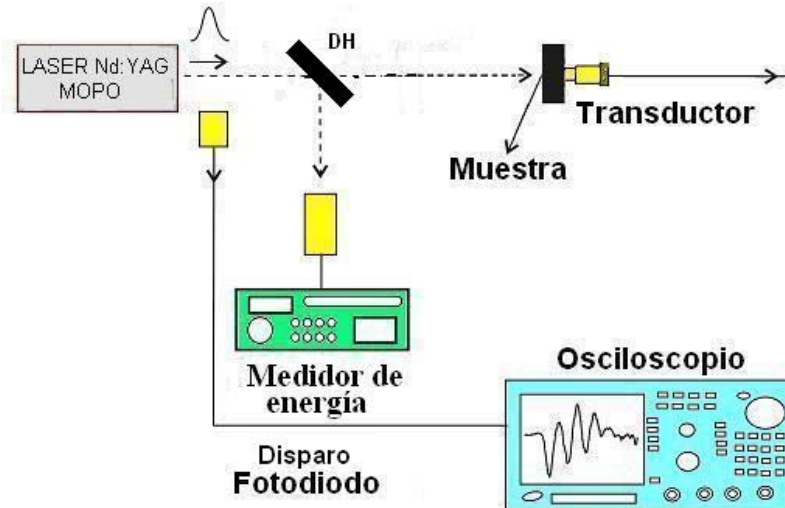 LASER Nd:YAG
MOPO
DH
Transductor
Muestra
Medidor de
energía
Osciloscopio
Disparo
Fotodiodo